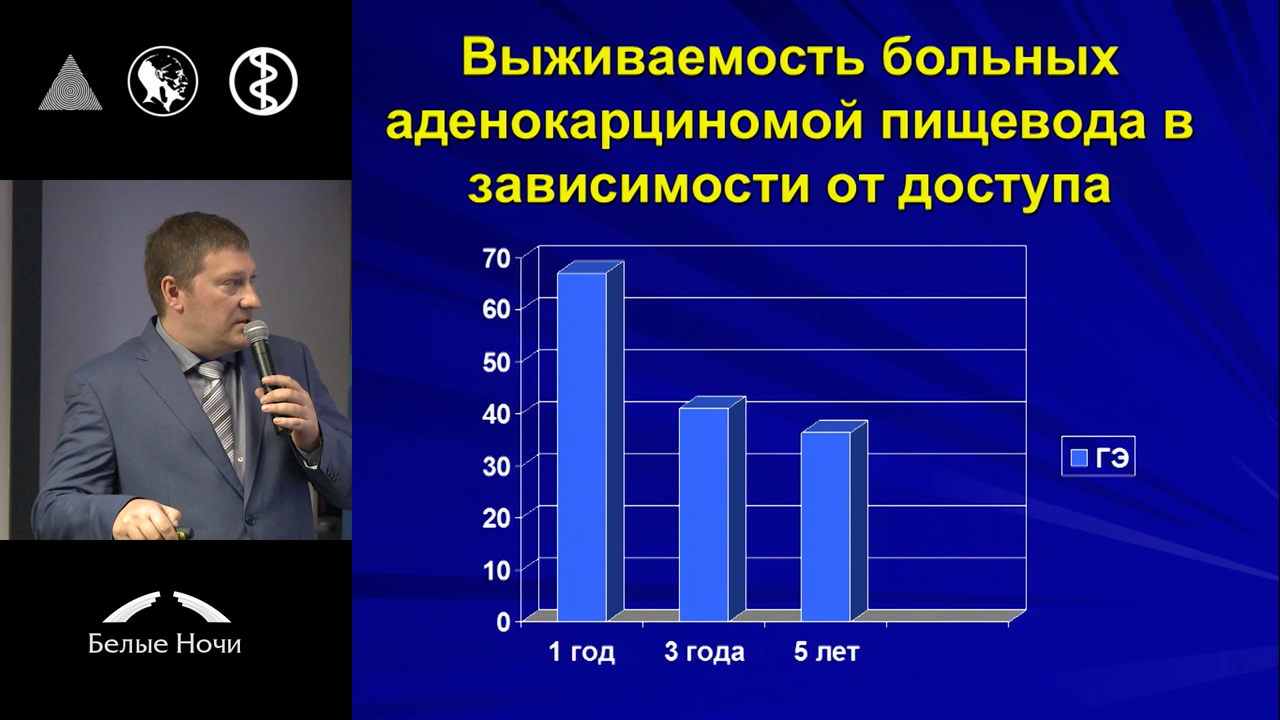 Выживаемость больных
аденокарциномой пищевода в
зависимости от доступа
70
60
50
40
30
20
10
0
1 год 3 года 5 лет
ГЭ
Белые Ночи